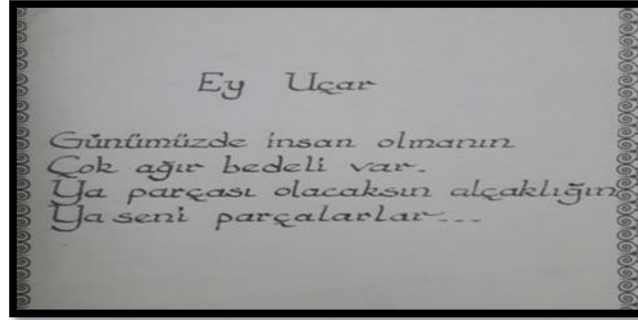 Ey Uçar
Günümüzde insan olmanın
Çok ağır bedeli var.
Ya parçası olacaksın alçaklığın
Ya seni parçalarlar...